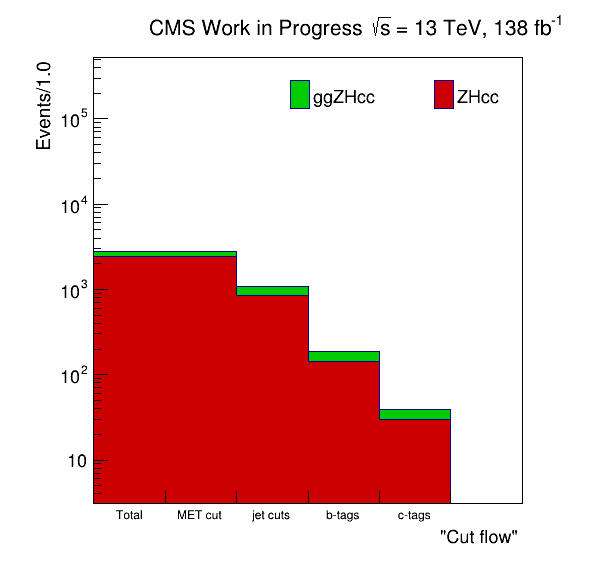 CMS Work in Progress √s = 13 TeV, 138 fb⁻¹
Events/1.0
ggZHcc
ZHcc
10⁵
10⁴
10³
10²
10
Total MET cut jet cuts b-tags c-tags
"Cut flow"